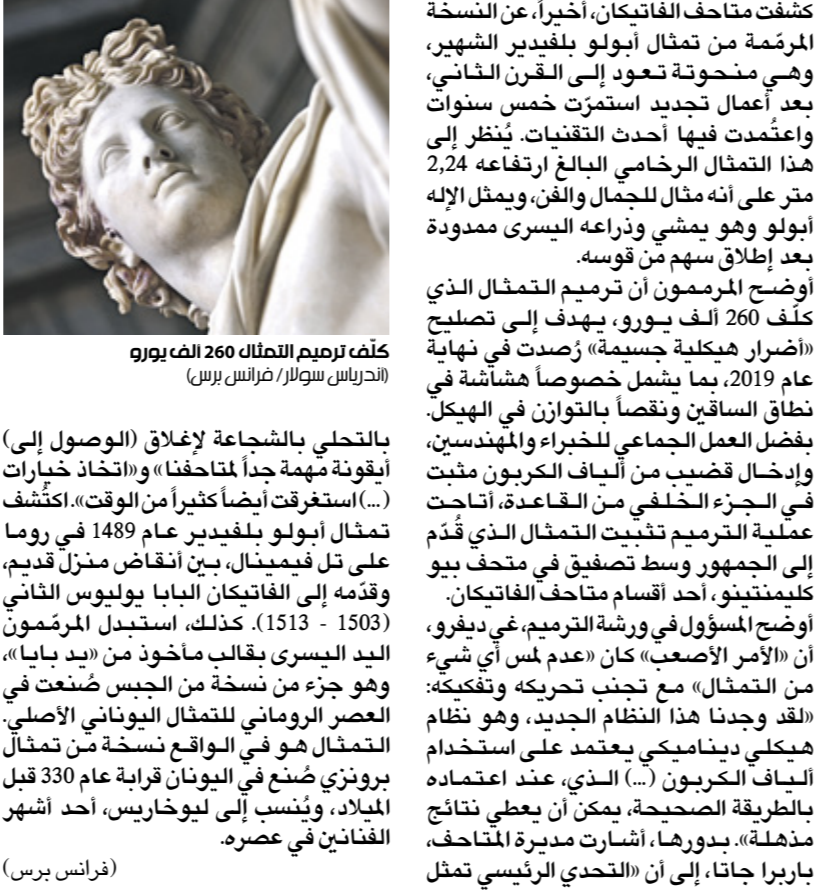 كشفت متاحف الفاتيكان، أخيراً، عن النسخة
المرمّمة من تمثال أبولو بلفيدير الشهير،
وهي منحوتة تعود إلى القرن الثاني،
بعد أعمال تجديد استمرّت خمس سنوات
واعتُمدت فيها أحدث التقنيات. يُنظر إلى
هذا التمثال الرخامي البالغ ارتفاعه 2,24
متر على أنه مثال للجمال والفن، ويمثل الإله
أبولو وهو يمشي وذراعه اليسرى ممدودة
بعد إطلاق سهم من قوسه.
أوضح المرممون أن ترميم التمثال الذي
كلّف 260 ألف يورو، يهدف إلى تصليح
«أضرار هيكلية جسيمة» رُصدت في نهاية
عام 2019، بما يشمل خصوصاً هشاشة في
نطاق الساقين ونقصاً بالتوازن في الهيكل.
بفضل العمل الجماعي للخبراء والمهندسين،
وإدخال قضيب من ألياف الكربون مثبت
في الجزء الخلفي من القاعدة، أتاحت
عملية الترميم تثبيت التمثال الذي قُدّم
إلى الجمهور وسط تصفيق في متحف بيو
كليمنتينو، أحد أقسام متاحف الفاتيكان.
أوضح المسؤول في ورشة الترميم، غي ديفرو،
أن «الأمر الأصعب» كان «عدم لمس أي شيء
من التمثال» مع تجنب تحريكه وتفكيكه:
«لقد وجدنا هذا النظام الجديد، وهو نظام
هيكلي ديناميكي يعتمد على استخدام
ألياف الكربون (...) الذي، عند اعتماده
بالطريقة الصحيحة، يمكن أن يعطي نتائج
مذهلة». بدورها، أشارت مديرة المتاحف،
باربرا جاتا، إلى أن «التحدي الرئيسي تمثل
كلّف ترميم التمثال 260 ألف يورو
(اندرياس سولار/ فرانس برس)
بالتحلي بالشجاعة لإغلاق (الوصول إلى)
أيقونة مهمة جداً لمتاحفنا» و«اتخاذ خيارات
(...) استغرقت أيضاً كثيراً من الوقت». اكتُشف
تمثال أبولو بلفيدير عام 1489 في روما
على تل فيمينال، بين أنقاض منزل قديم،
وقدّمه إلى الفاتيكان البابا يوليوس الثاني
(1503 - 1513). كذلك، استبدل المرمّمون
اليد اليسرى بقالب مأخوذ من «يد بايا»،
وهو جزء من نسخة من الجبس صُنعت في
العصر الروماني للتمثال اليوناني الأصلي.
التمثال هو في الواقع نسخة من تمثال
برونزي صُنع في اليونان قرابة عام 330 قبل
الميلاد، ويُنسب إلى ليوخاريس، أحد أشهر
الفنانين في عصره.
(فرانس برس)